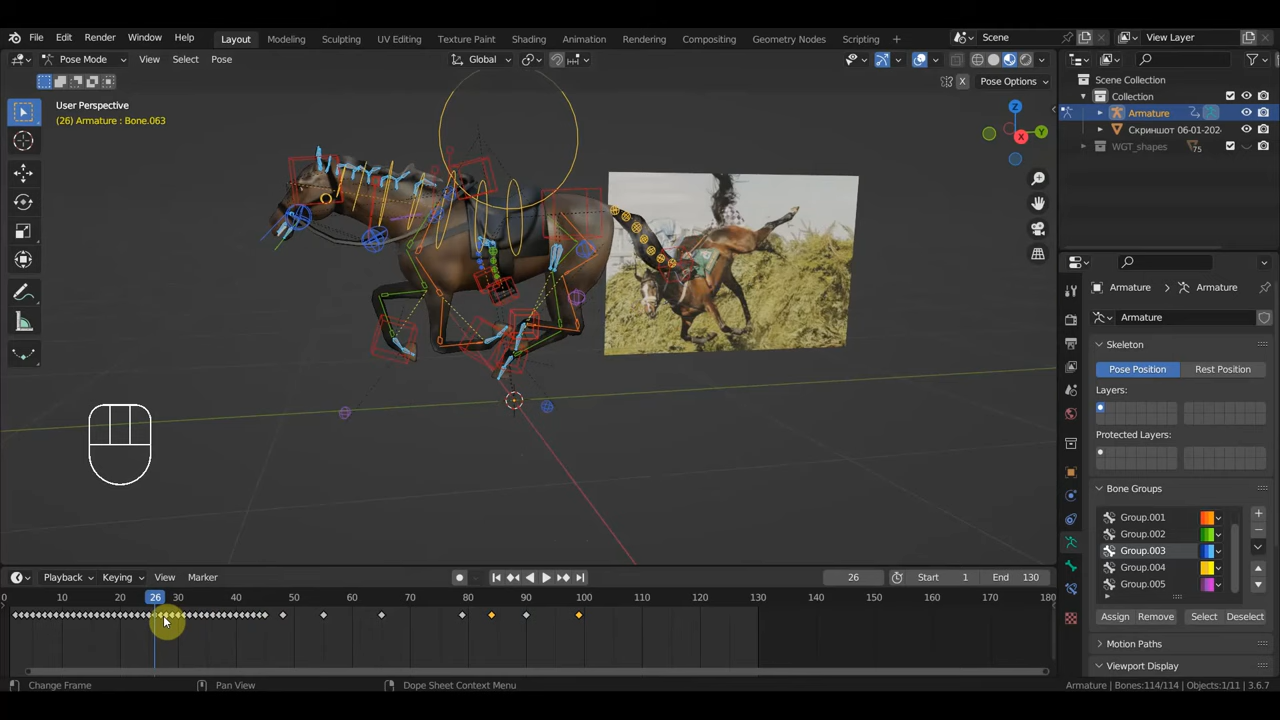 File Edit Render Window Help Layout Modeling Sculpting UV Editing Texture Paint Shading Animation Rendering Compositing Geometry Nodes Scripting + Scene View Layer
Pose Mode View Select Pose Global
X Pose Options
User Perspective
(26) Armature : Bone.063
Z
Y
X
Scene Collection
Collection
Armature
Скриншот 06-01-202
WGT_shapes 75
Armature Armature
Armature
Skeleton
Pose Position Rest Position
Layers:
Protected Layers:
Bone Groups
Group.001
Group.002
Group.003
Group.004
Group.005
Assign Remove Select Deselect
Motion Paths
Viewport Display
Playback Keying View Marker 26 Start 1 End 130
0 10 20 26 30 40 50 60 70 80 90 100 110 120 130 140 150 160 170 180
Change Frame Pan View Dope Sheet Context Menu Armature | Bones:114/114 | Objects:1/11 | 3.6.7